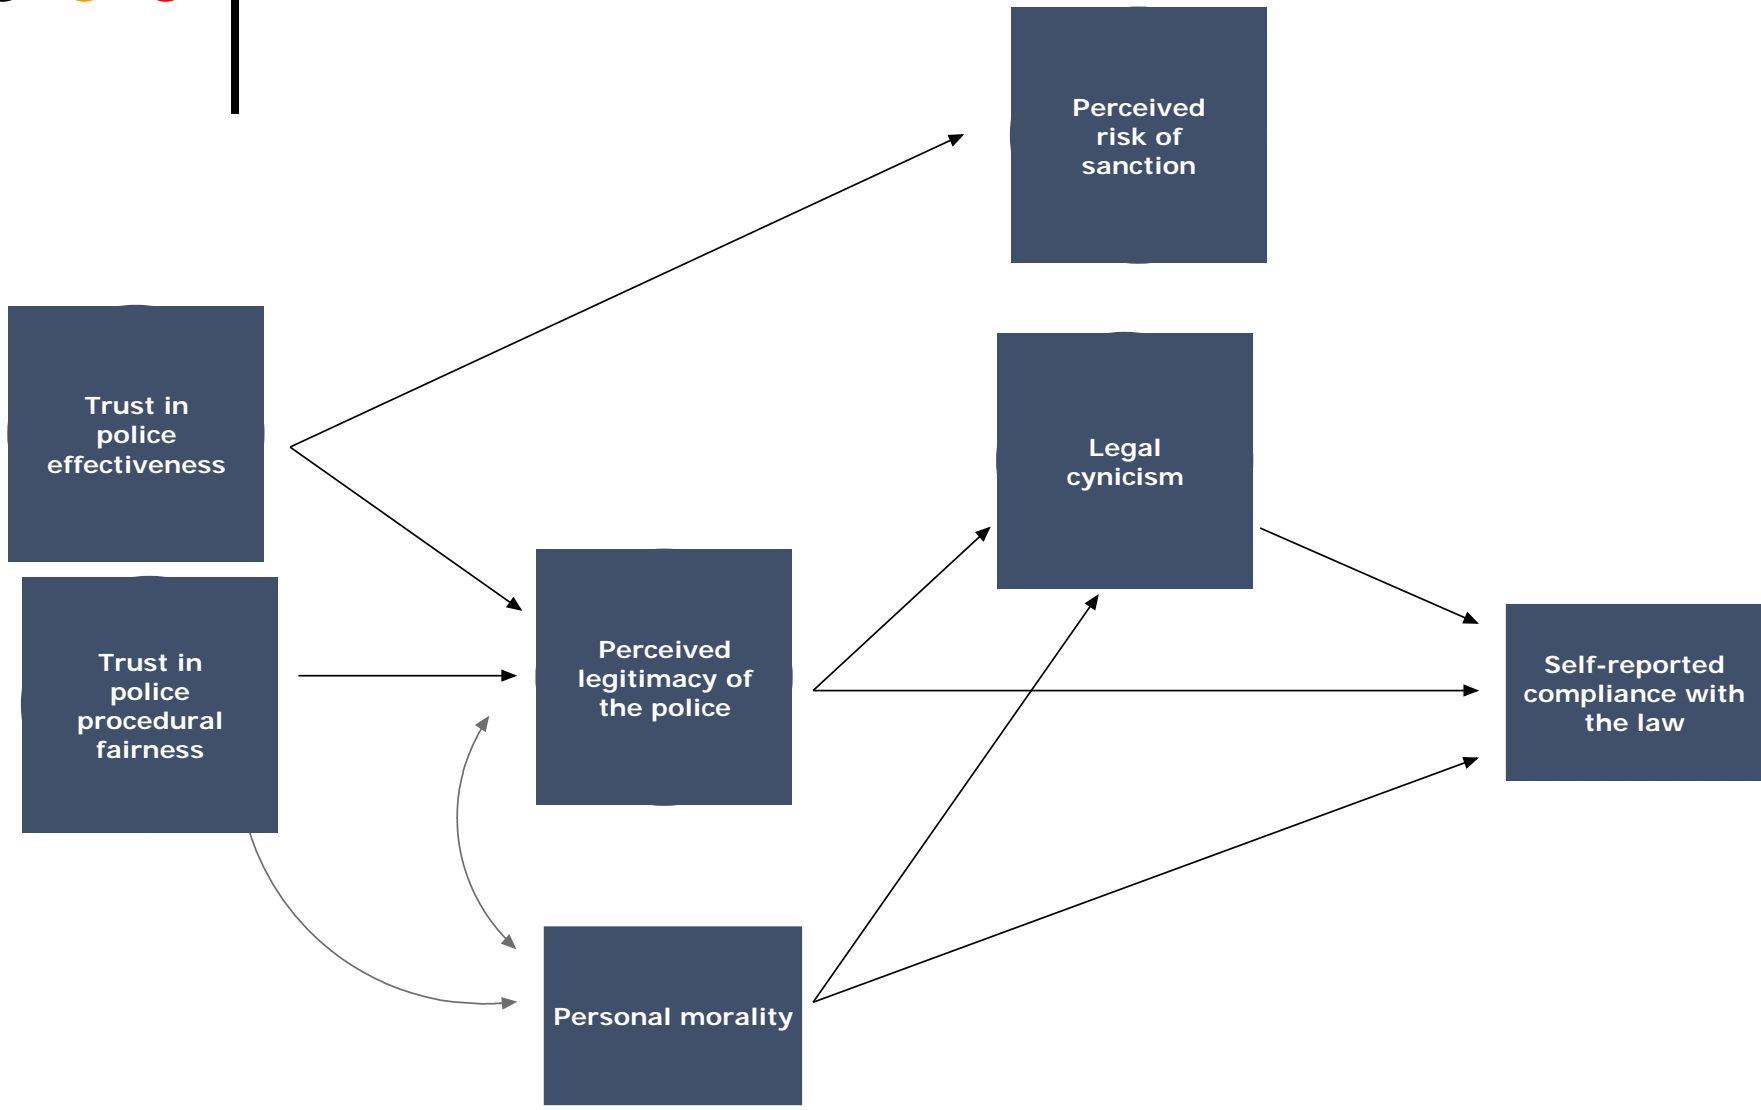 Perceived
risk of
sanction
Trust in
police
effectiveness
Legal
cynicism
Trust in
police
procedural
fairness
Perceived
legitimacy of
the police
Self-reported
compliance with
the law
Personal morality